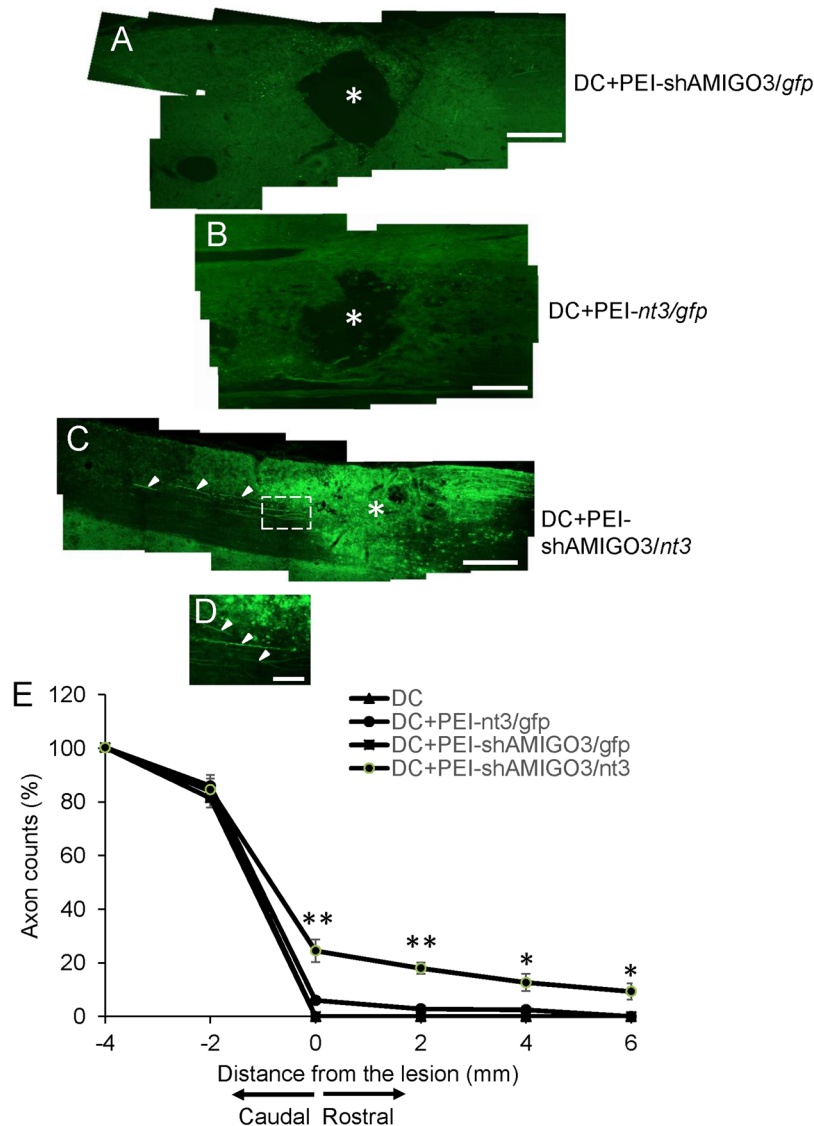 A
*
DC+PEI-shAMIGO3/gfp
B
*
DC+PEI-nt3/gfp
C
*
DC+PEI-
shAMIGO3/nt3
D
E
DC
DC+PEI-nt3/gfp
DC+PEI-shAMIGO3/gfp
DC+PEI-shAMIGO3/nt3
Axon counts (%)
120
100
80
60
40
20
0
** ** * *
-4 -2 0 2 4 6
Distance from the lesion (mm)
Caudal Rostral